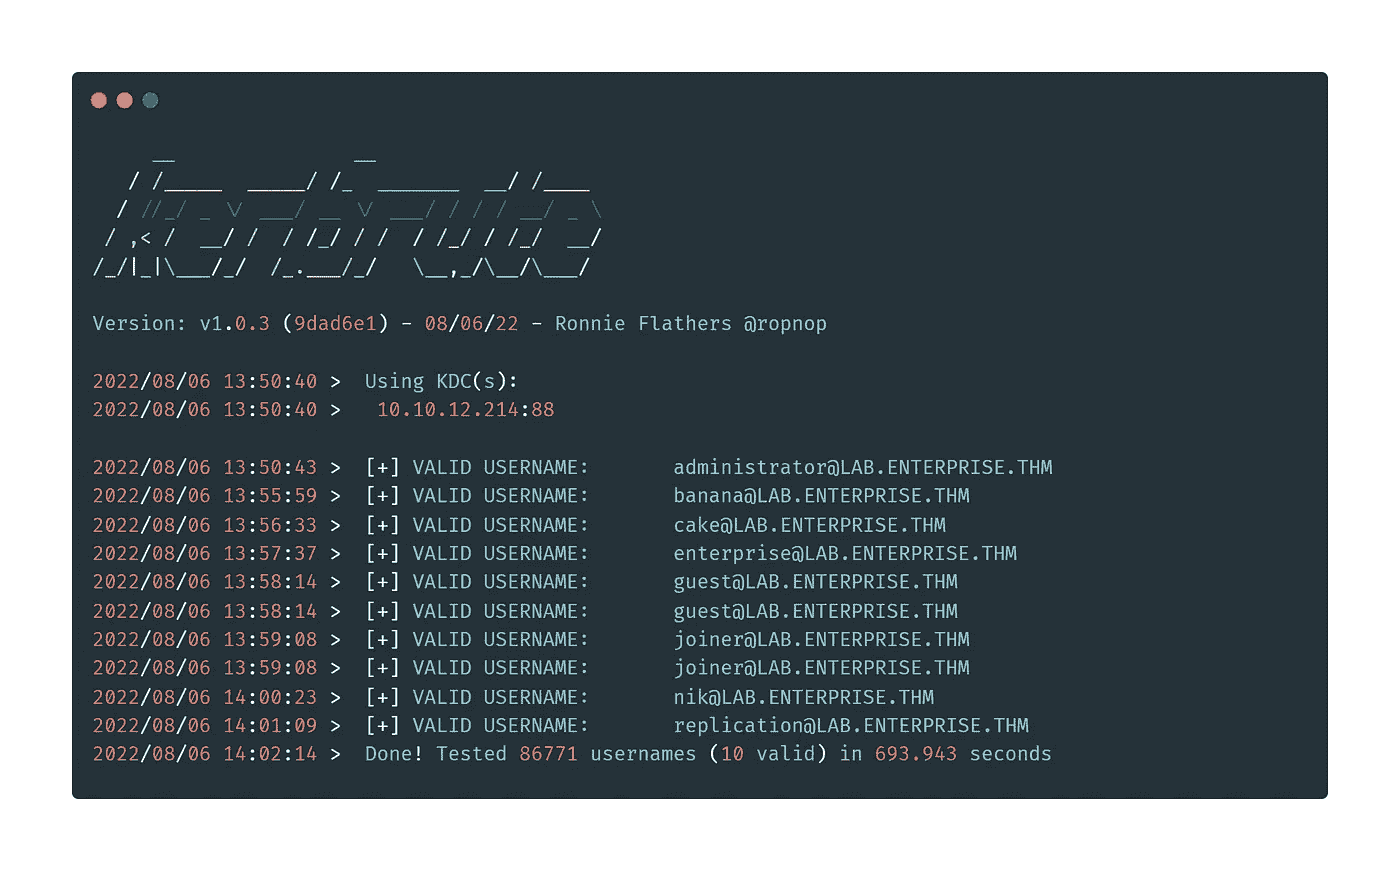 __             __
   / /_____  _____/ /_  _______  __/ /____
  / //_/ _ \/ ___/ __ \/ ___/ / / / __/ _ \
 / ,< /  __/ /  / /_/ / /  / /_/ / /_/  __/
/_/|_|\___/_/  /_.___/_/   \__,_/\__/\___/
Version: v1.0.3 (9dad6e1) - 08/06/22 - Ronnie Flathers @ropnop
2022/08/06 13:50:40 >  Using KDC(s):
2022/08/06 13:50:40 >   10.10.12.214:88
2022/08/06 13:50:43 >  [+] VALID USERNAME:       administrator@LAB.ENTERPRISE.THM
2022/08/06 13:55:59 >  [+] VALID USERNAME:       banana@LAB.ENTERPRISE.THM
2022/08/06 13:56:33 >  [+] VALID USERNAME:       cake@LAB.ENTERPRISE.THM
2022/08/06 13:57:37 >  [+] VALID USERNAME:       enterprise@LAB.ENTERPRISE.THM
2022/08/06 13:58:14 >  [+] VALID USERNAME:       guest@LAB.ENTERPRISE.THM
2022/08/06 13:58:14 >  [+] VALID USERNAME:       guest@LAB.ENTERPRISE.THM
2022/08/06 13:59:08 >  [+] VALID USERNAME:       joiner@LAB.ENTERPRISE.THM
2022/08/06 13:59:08 >  [+] VALID USERNAME:       joiner@LAB.ENTERPRISE.THM
2022/08/06 14:00:23 >  [+] VALID USERNAME:       nik@LAB.ENTERPRISE.THM
2022/08/06 14:01:09 >  [+] VALID USERNAME:       replication@LAB.ENTERPRISE.THM
2022/08/06 14:02:14 >  Done! Tested 86771 usernames (10 valid) in 693.943 seconds